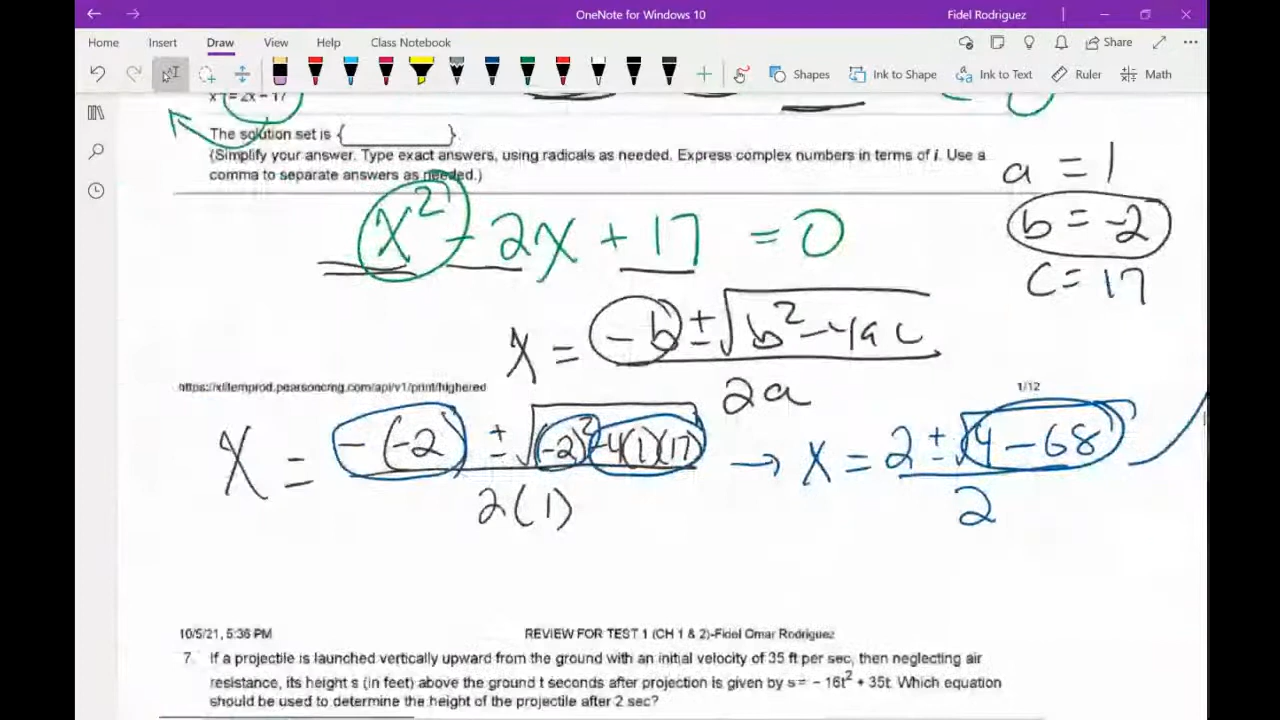 OneNote for Windows 10
Fidel Rodriguez
Home Insert Draw View Help Class Notebook
Share
Shapes Ink to Shape Ink to Text Ruler Math
= 2x − 17
The solution set is { }.
(Simplify your answer. Type exact answers, using radicals as needed. Express complex numbers in terms of i. Use a
comma to separate answers as needed.)
a = 1
b = -2
c = 17
x² - 2x + 17 = 0
x = -b ± √b² - 4ac
2a
1/12
x = -(-2) ± √(-2)² - 4(1)(17) → x = 2 ± √4 - 68
2(1) 2
10/5/21, 5:36 PM REVIEW FOR TEST 1 (CH 1 & 2)-Fidel Omar Rodriguez
7. If a projectile is launched vertically upward from the ground with an initial velocity of 35 ft per sec, then neglecting air
resistance, its height s (in feet) above the ground t seconds after projection is given by s = − 16t² + 35t. Which equation
should be used to determine the height of the projectile after 2 sec?